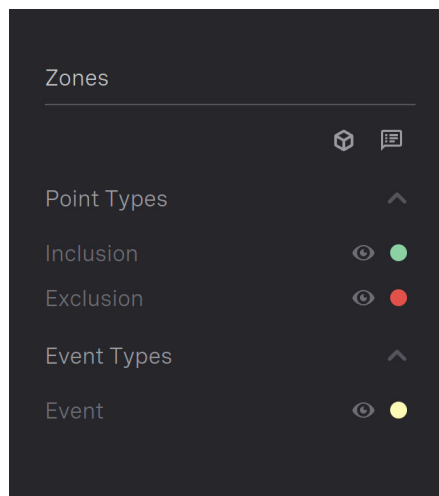 Zones
Point Types
Inclusion
Exclusion
Event Types
Event